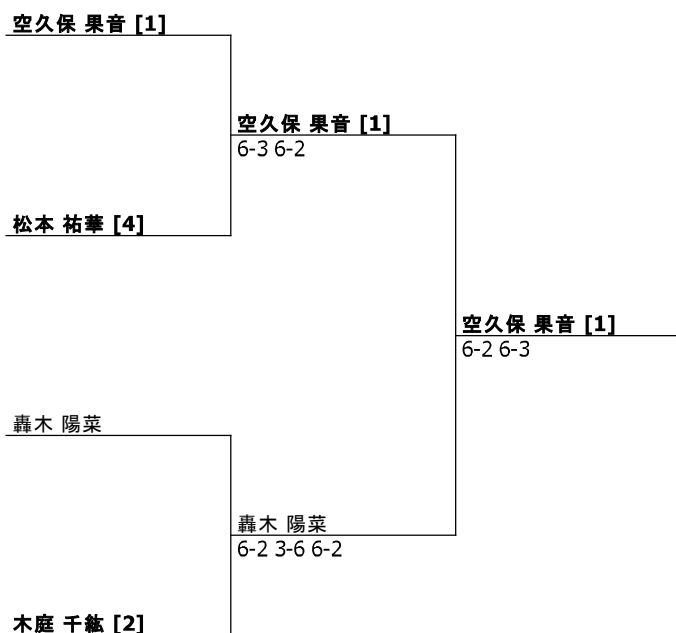 空久保 果音 [1]
空久保 果音 [1]
6-3 6-2
松本 祐華 [4]
空久保 果音 [1]
6-2 6-3
轟木 陽菜
轟木 陽菜
6-2 3-6 6-2
木庭 千紘 [2]